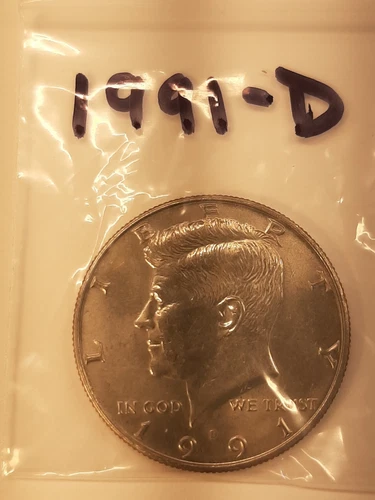 1991-D
LIBERTY
IN GOD WE TRUST
1991